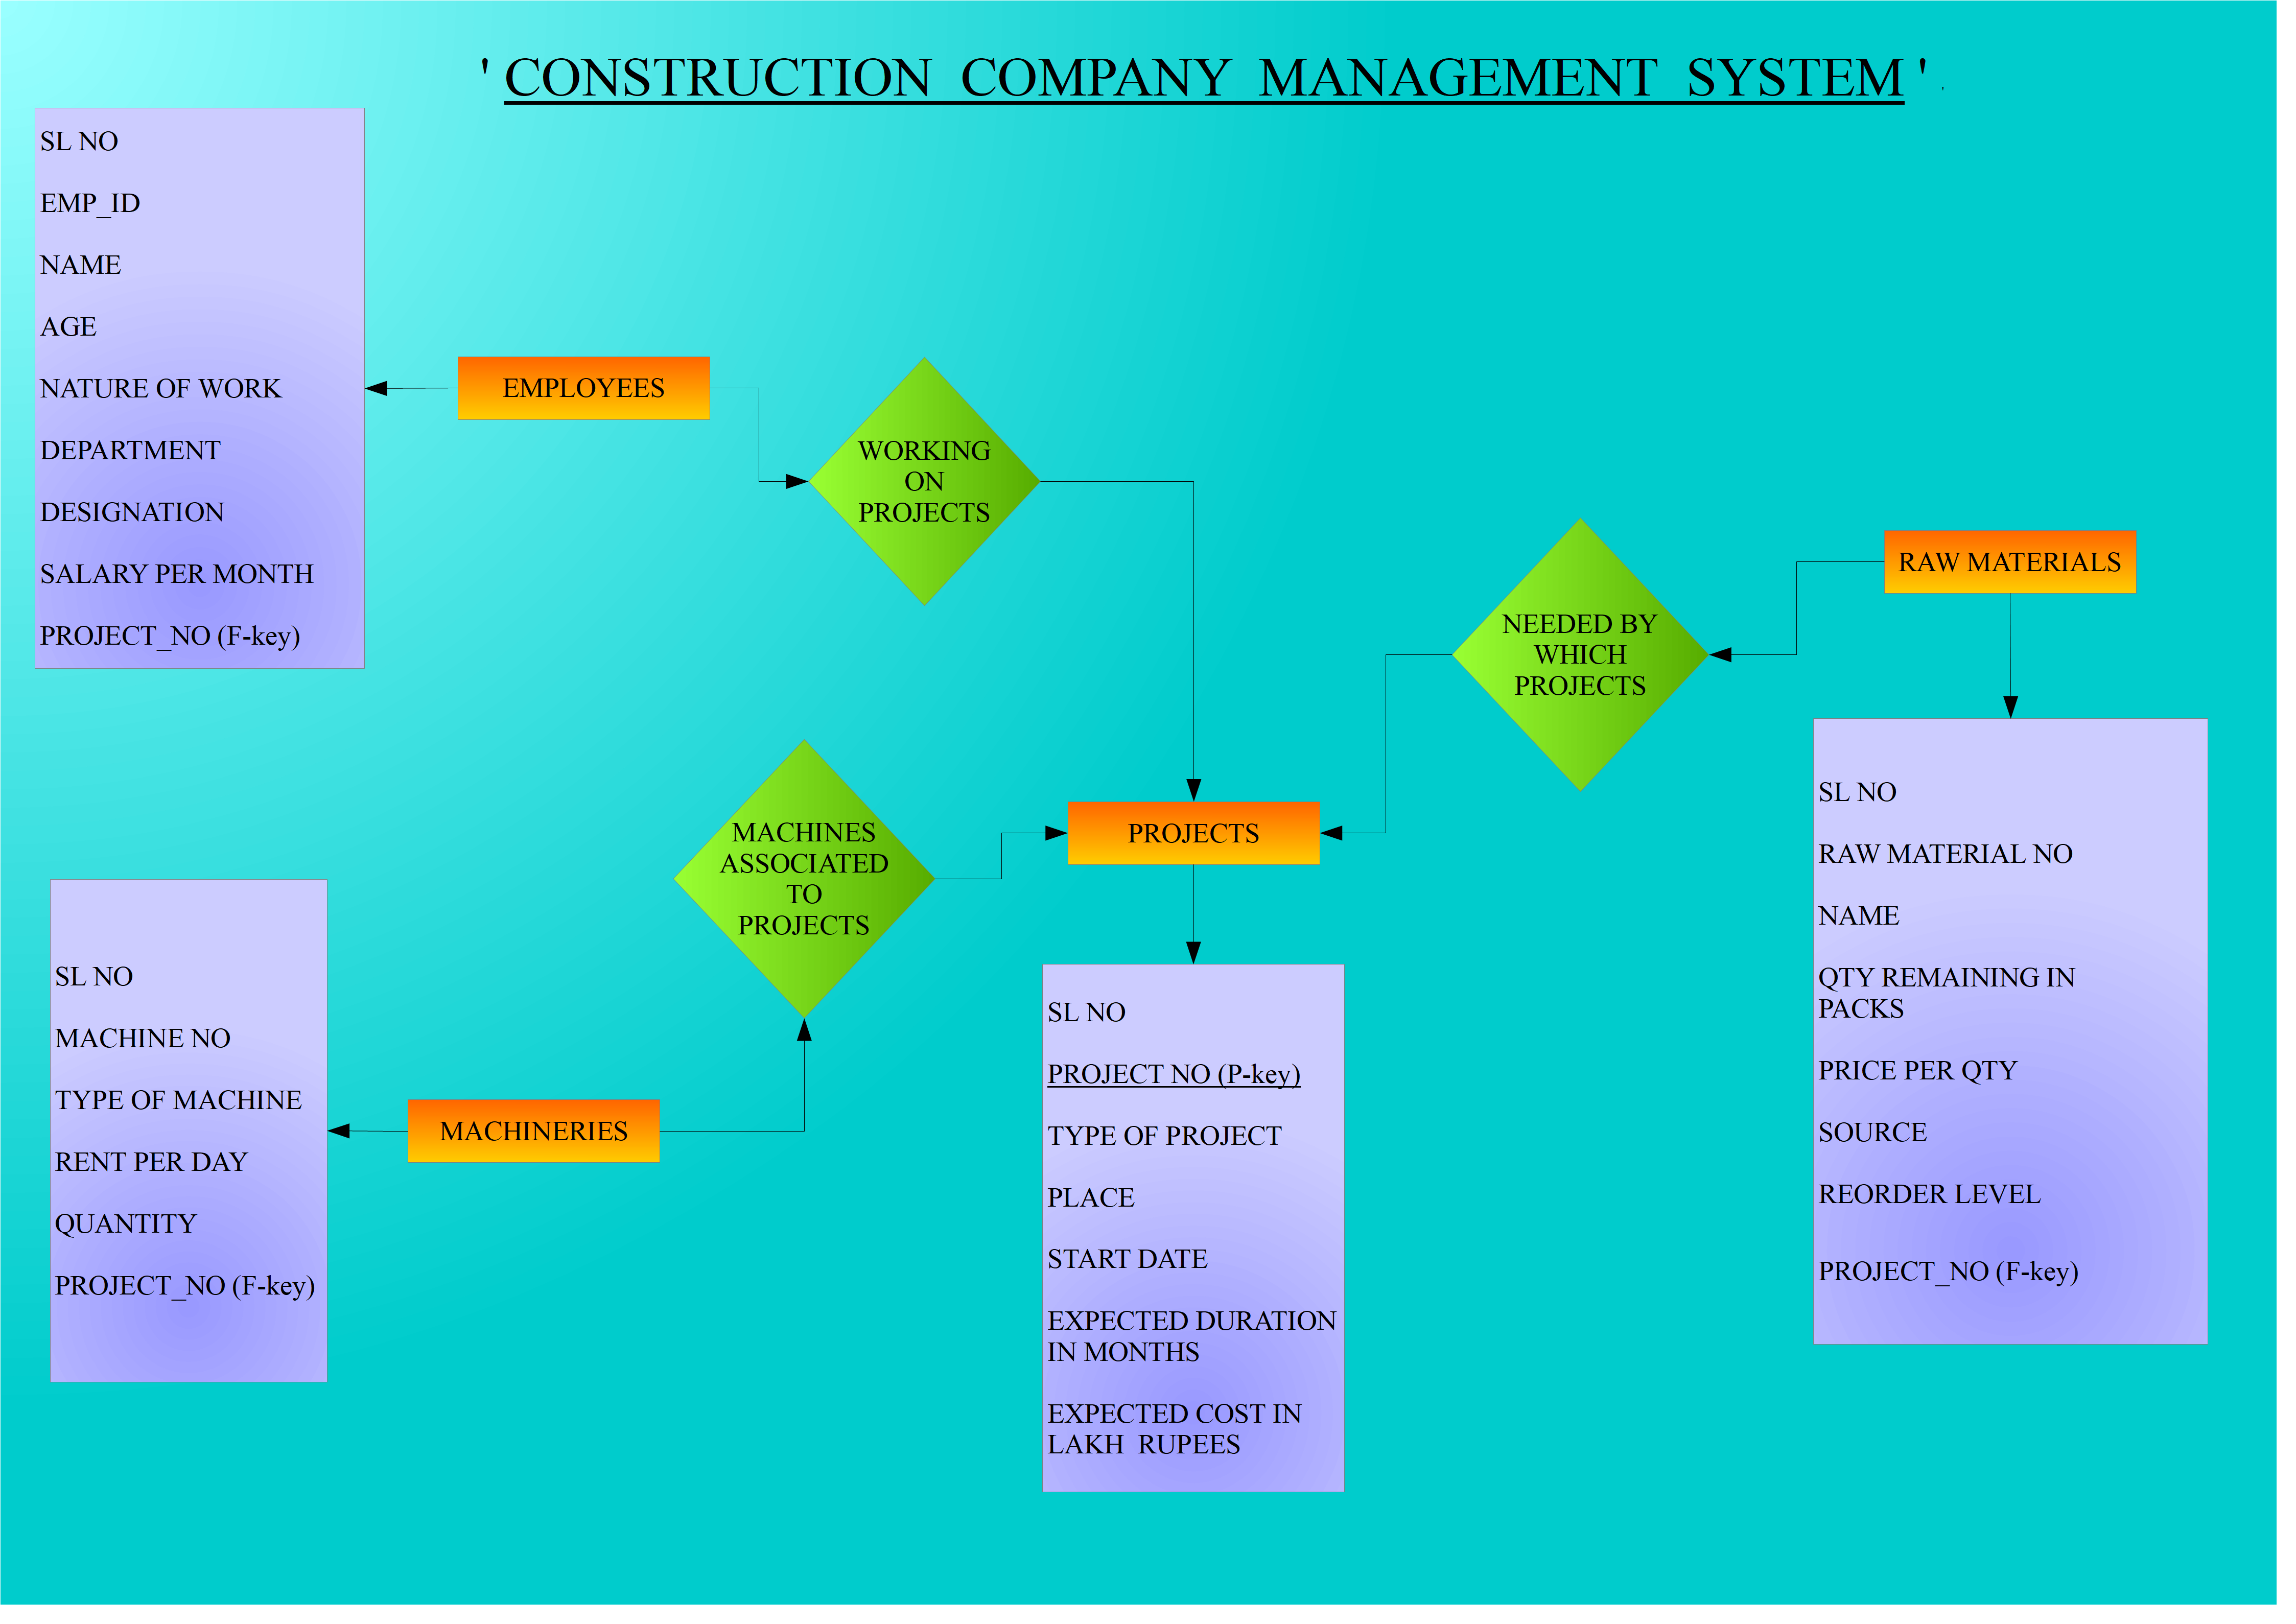 ' CONSTRUCTION COMPANY MANAGEMENT SYSTEM ' .
SL NO
EMP_ID
NAME
AGE
NATURE OF WORK
DEPARTMENT
DESIGNATION
SALARY PER MONTH
PROJECT_NO (F-key)
EMPLOYEES
WORKING
ON
PROJECTS
RAW MATERIALS
NEEDED BY
WHICH
PROJECTS
MACHINES
ASSOCIATED
TO
PROJECTS
PROJECTS
SL NO
MACHINE NO
TYPE OF MACHINE
RENT PER DAY
QUANTITY
PROJECT_NO (F-key)
MACHINERIES
SL NO
PROJECT NO (P-key)
TYPE OF PROJECT
PLACE
START DATE
EXPECTED DURATION
IN MONTHS
EXPECTED COST IN
LAKH RUPEES
SL NO
RAW MATERIAL NO
NAME
QTY REMAINING IN
PACKS
PRICE PER QTY
SOURCE
REORDER LEVEL
PROJECT_NO (F-key)